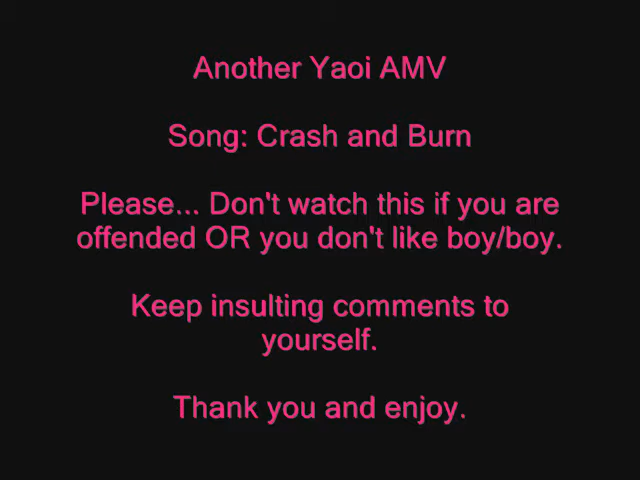 Another Yaoi AMV
Song: Crash and Burn
Please... Don't watch this if you are
offended OR you don't like boy/boy.
Keep insulting comments to
yourself.
Thank you and enjoy.